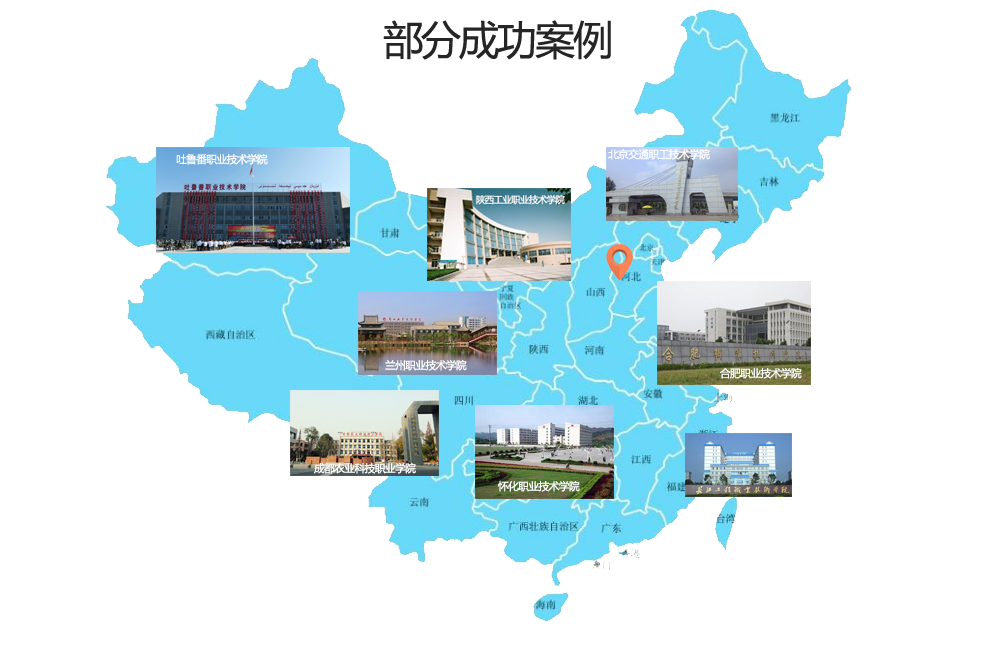 部分成功案例
黑龙江
吐鲁番职业技术学院
北京交通职工技术学院
吉林
吐鲁番职业技术学院
陕西工业职业技术学院
甘肃
北京
河北
山西
宁夏
回族
自治区
西藏自治区
陕西
河南
兰州职业技术学院
合肥职业技术学院
安徽
四川
湖北
江西
成都农业科技职业学院
怀化职业技术学院
福建
云南
台湾
广西壮族自治区
广东
海南